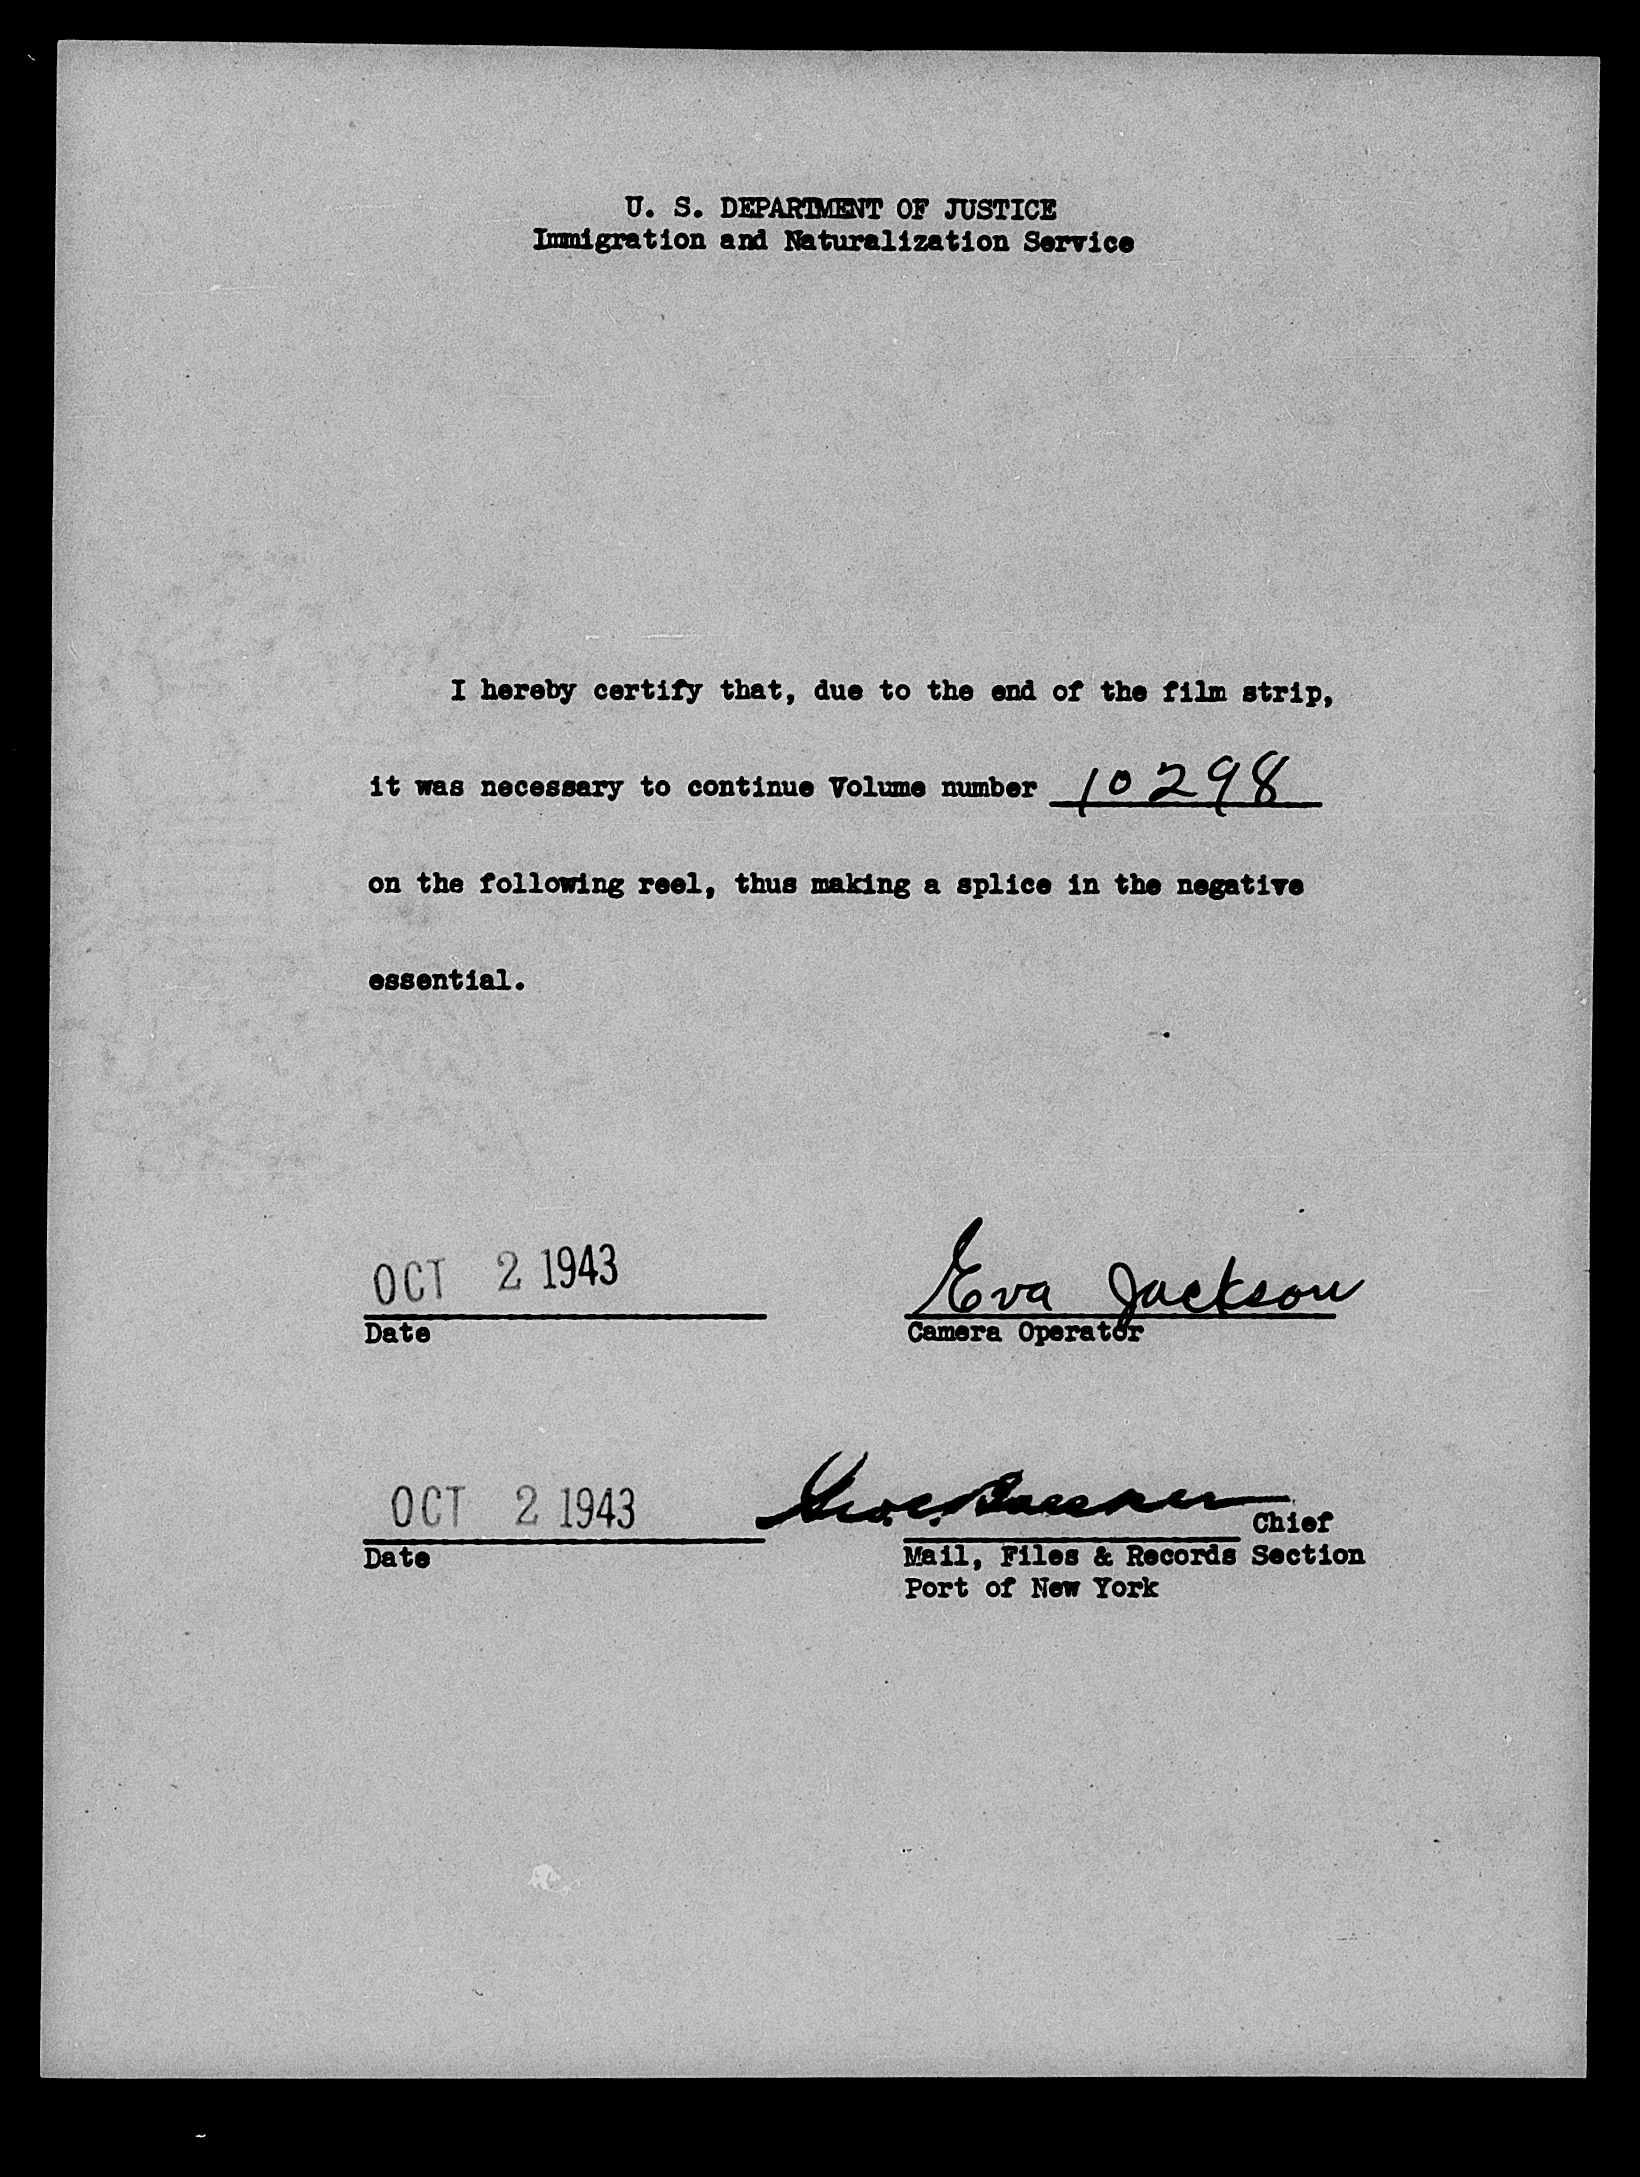 U. S. DEPARTMENT OF JUSTICE
Immigration and Naturalization Service
I hereby certify that, due to the end of the film strip,
it was necessary to continue Volume number 10298
on the following reel, thus making a splice in the negative
essential.
OCT 2 1943 Eva Jackson
Date Camera Operator
OCT 2 1943 Geo. C. Chief
Date Mail, Files & Records Section
Port of New York